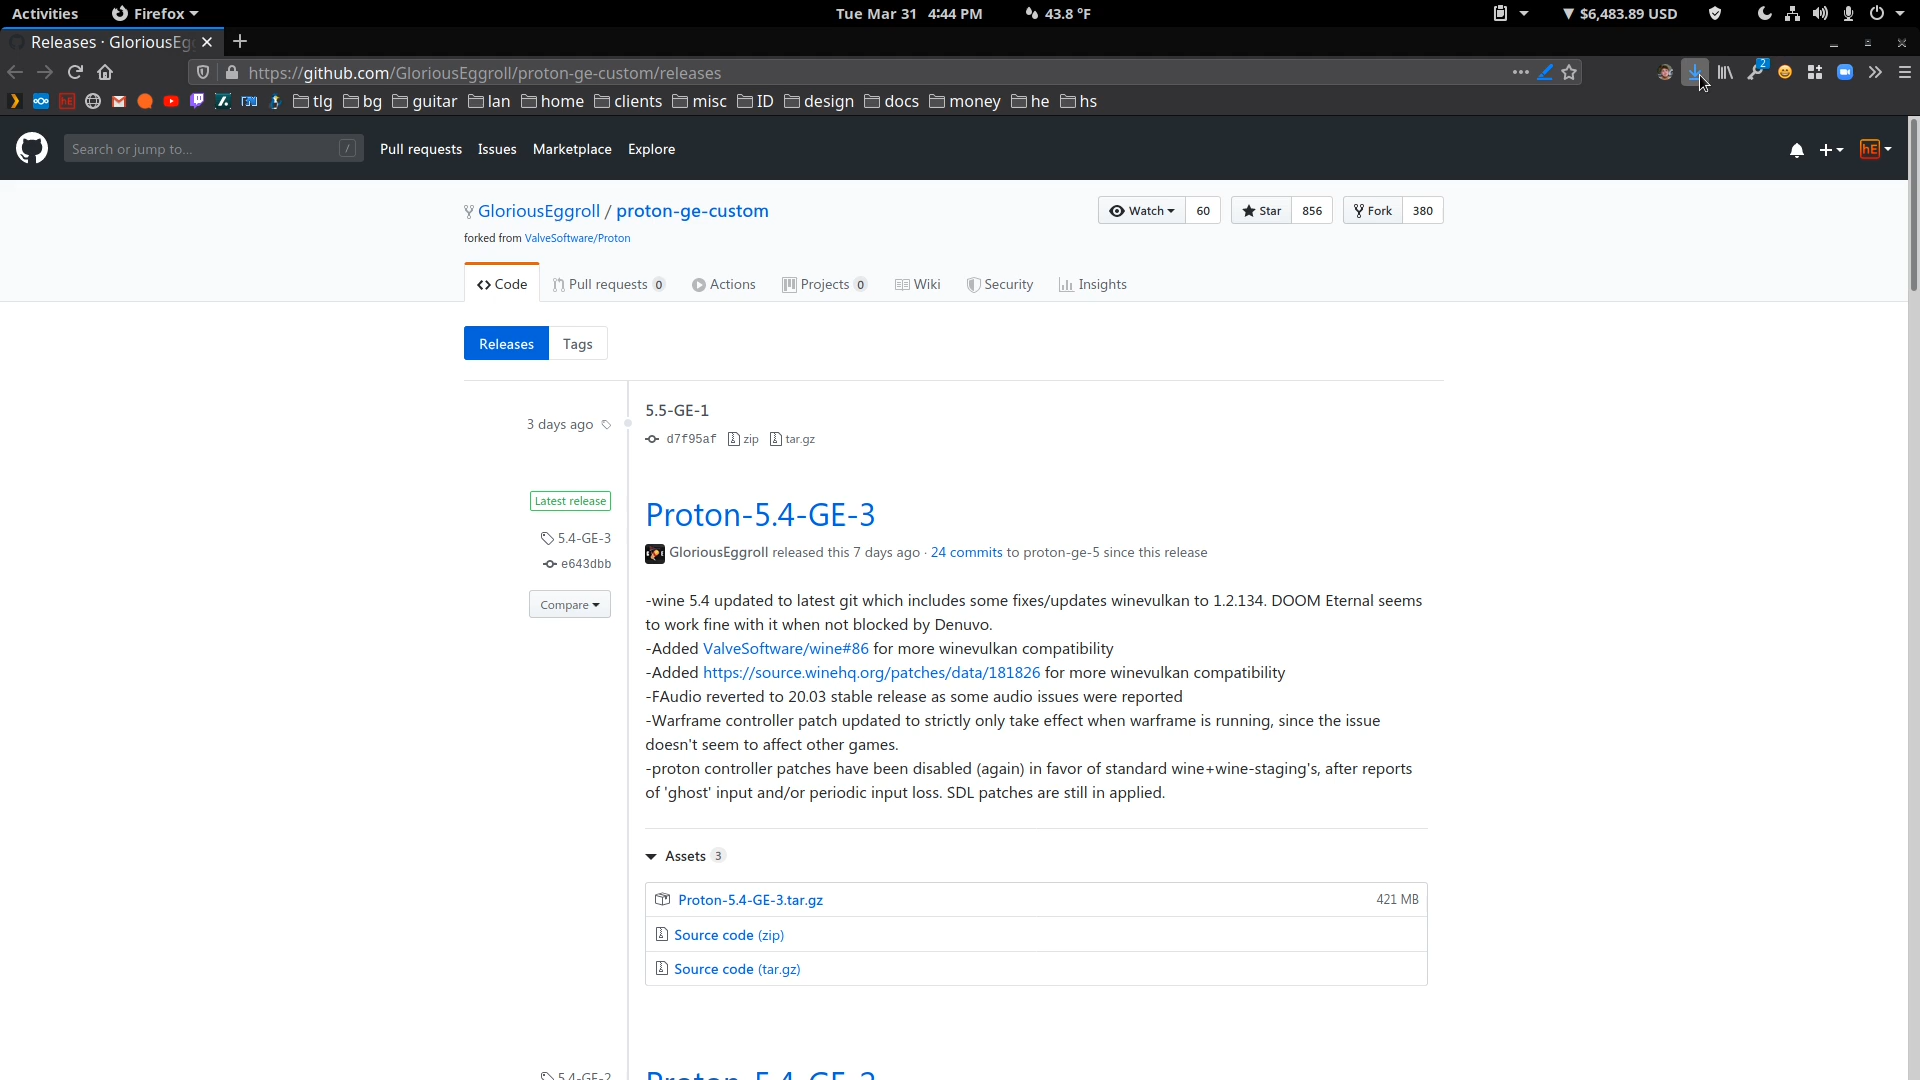 Activities Firefox Tue Mar 31 4:44 PM 43.8 °F ▼ $6,483.89 USD
Releases · GloriousEg
https://github.com/GloriousEggroll/proton-ge-custom/releases 2
hE tlg bg guitar lan home clients misc ID design docs money he hs
Search or jump to... / Pull requests Issues Marketplace Explore hE
GloriousEggroll / proton-ge-custom Watch 60 Star 856 Fork 380
forked from ValveSoftware/Proton
Code Pull requests 0 Actions Projects 0 Wiki Security Insights
Releases Tags
5.5-GE-1
3 days ago
d7f95af zip tar.gz
Latest release
Proton-5.4-GE-3
5.4-GE-3
GloriousEggroll released this 7 days ago · 24 commits to proton-ge-5 since this release
e643dbb
Compare
-wine 5.4 updated to latest git which includes some fixes/updates winevulkan to 1.2.134. DOOM Eternal seems
to work fine with it when not blocked by Denuvo.
-Added ValveSoftware/wine#86 for more winevulkan compatibility
-Added https://source.winehq.org/patches/data/181826 for more winevulkan compatibility
-FAudio reverted to 20.03 stable release as some audio issues were reported
-Warframe controller patch updated to strictly only take effect when warframe is running, since the issue
doesn't seem to affect other games.
-proton controller patches have been disabled (again) in favor of standard wine+wine-staging's, after reports
of 'ghost' input and/or periodic input loss. SDL patches are still in applied.
Assets 3
Proton-5.4-GE-3.tar.gz 421 MB
Source code (zip)
Source code (tar.gz)
5.4-GE-2
Proton-5.4-GE-2